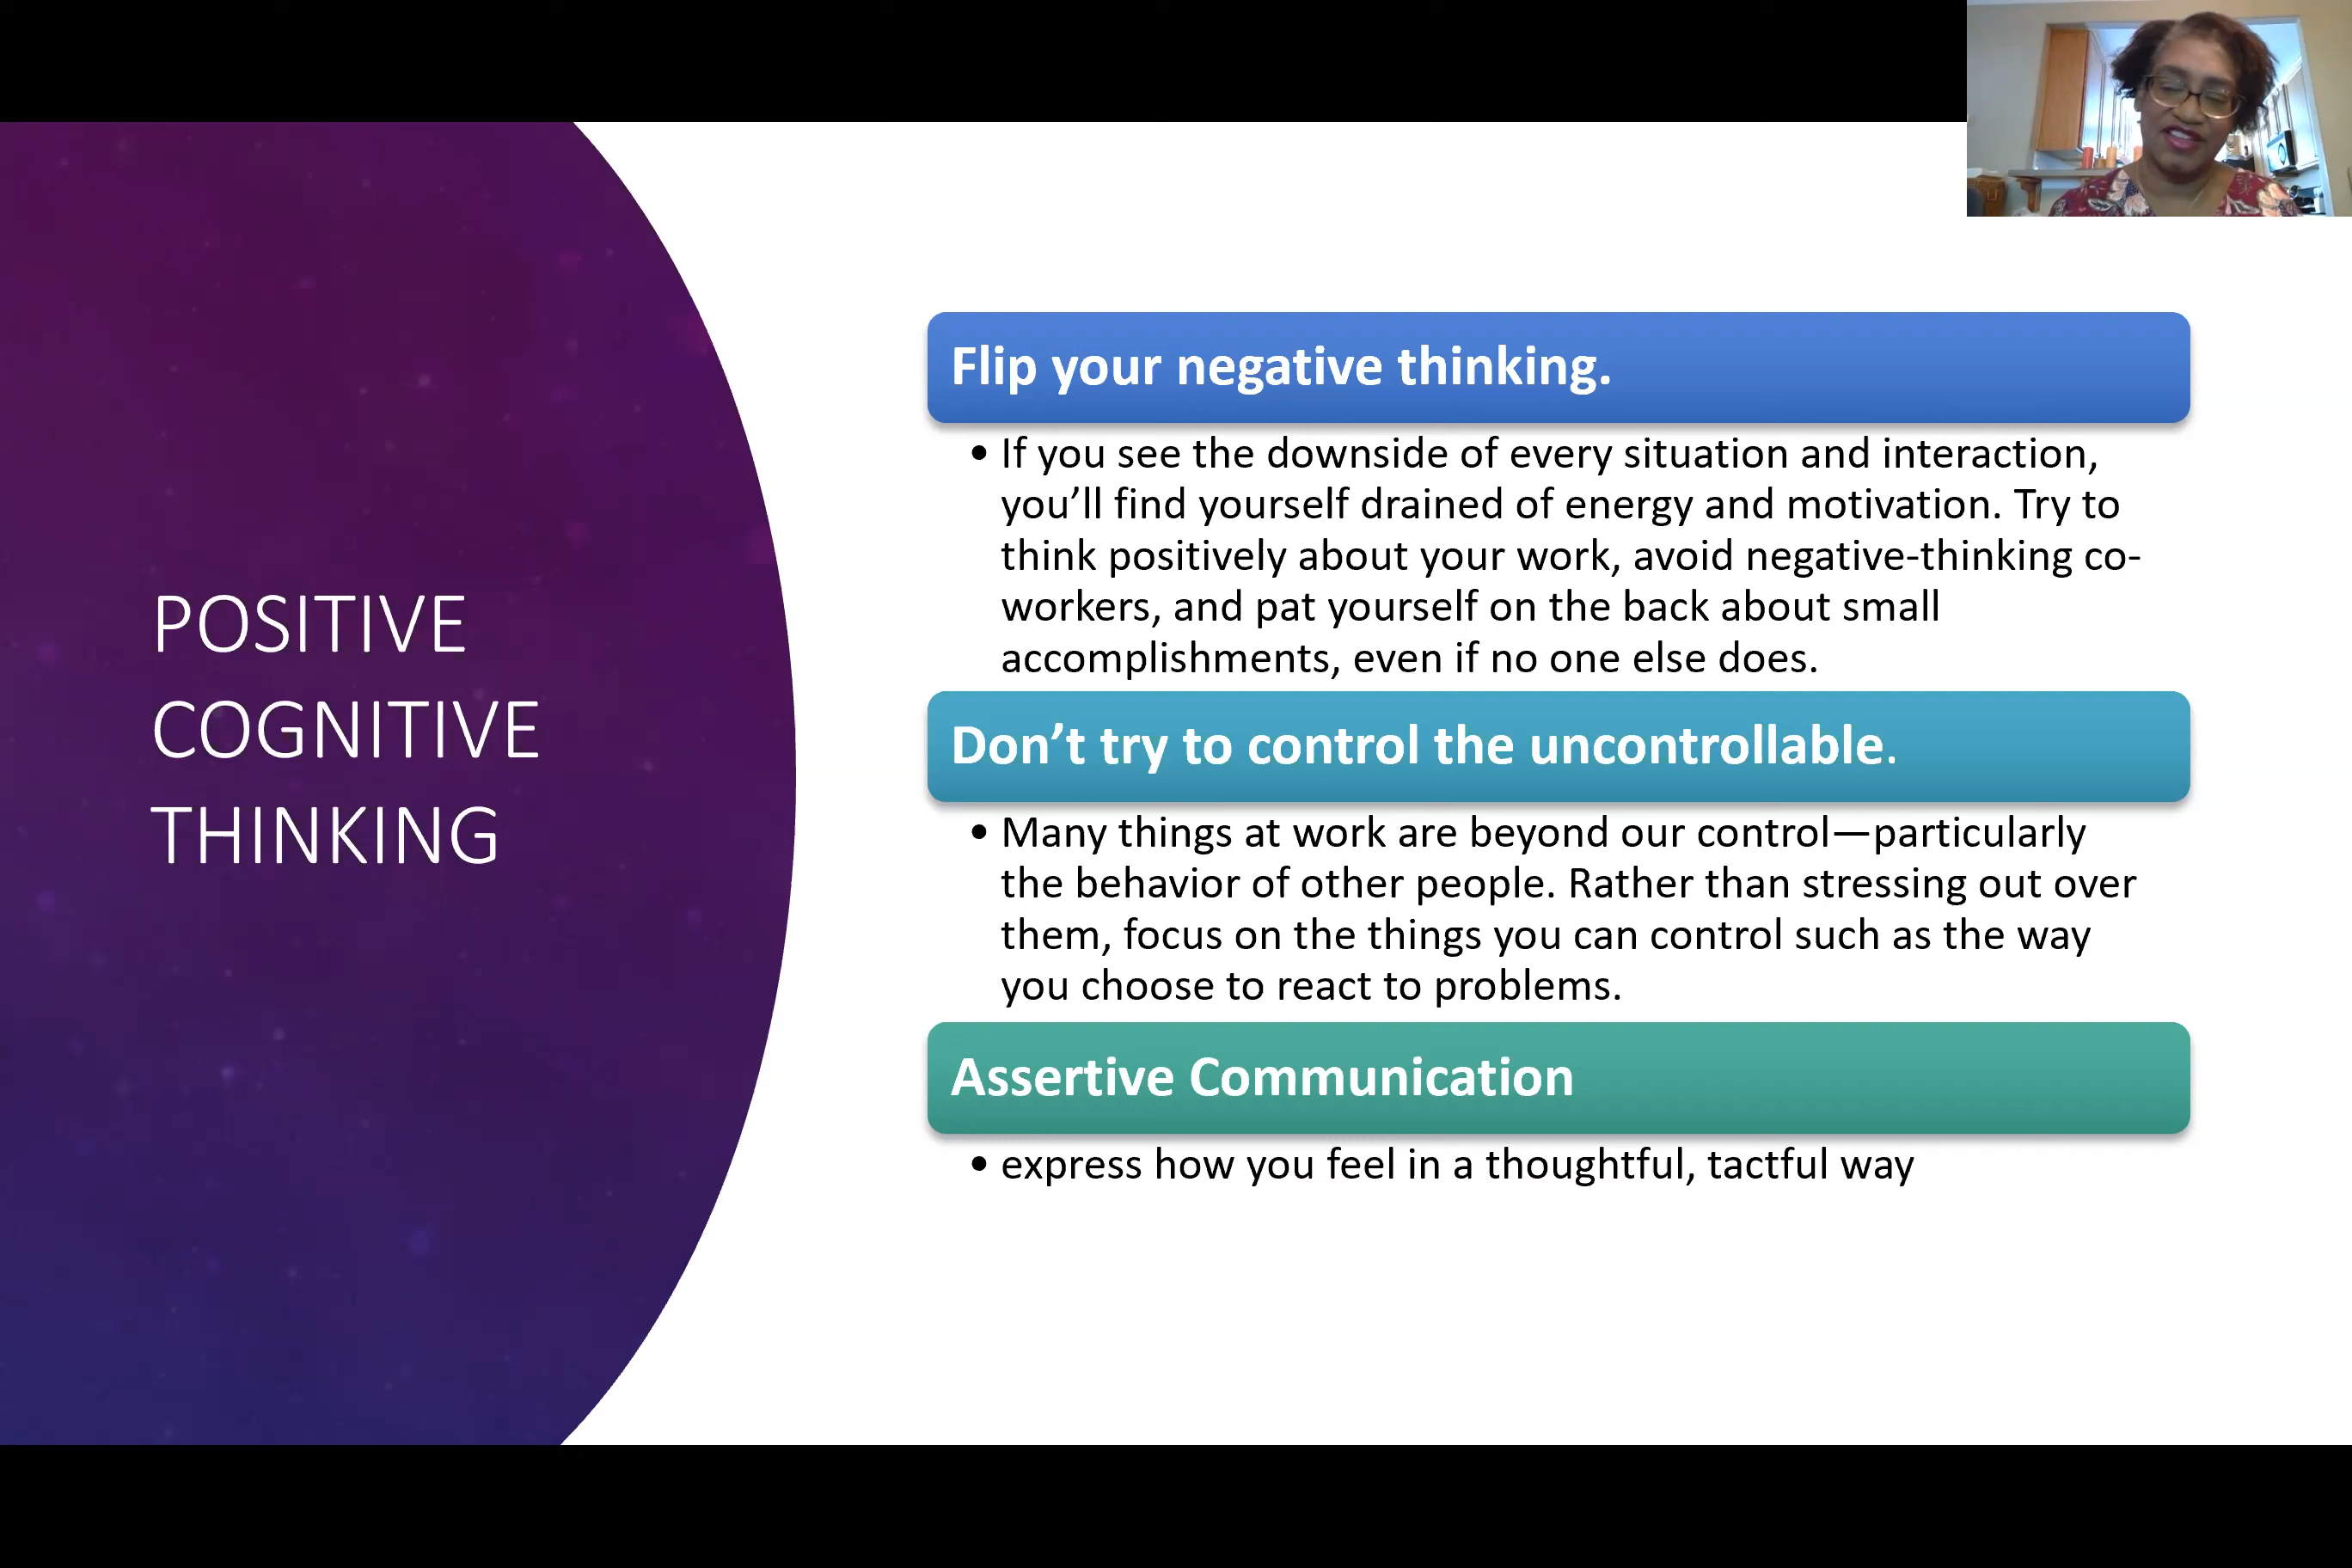 POSITIVE
COGNITIVE
THINKING
Flip your negative thinking.
• If you see the downside of every situation and interaction,
you’ll find yourself drained of energy and motivation. Try to
think positively about your work, avoid negative-thinking co-
workers, and pat yourself on the back about small
accomplishments, even if no one else does.
Don’t try to control the uncontrollable.
• Many things at work are beyond our control—particularly
the behavior of other people. Rather than stressing out over
them, focus on the things you can control such as the way
you choose to react to problems.
Assertive Communication
• express how you feel in a thoughtful, tactful way